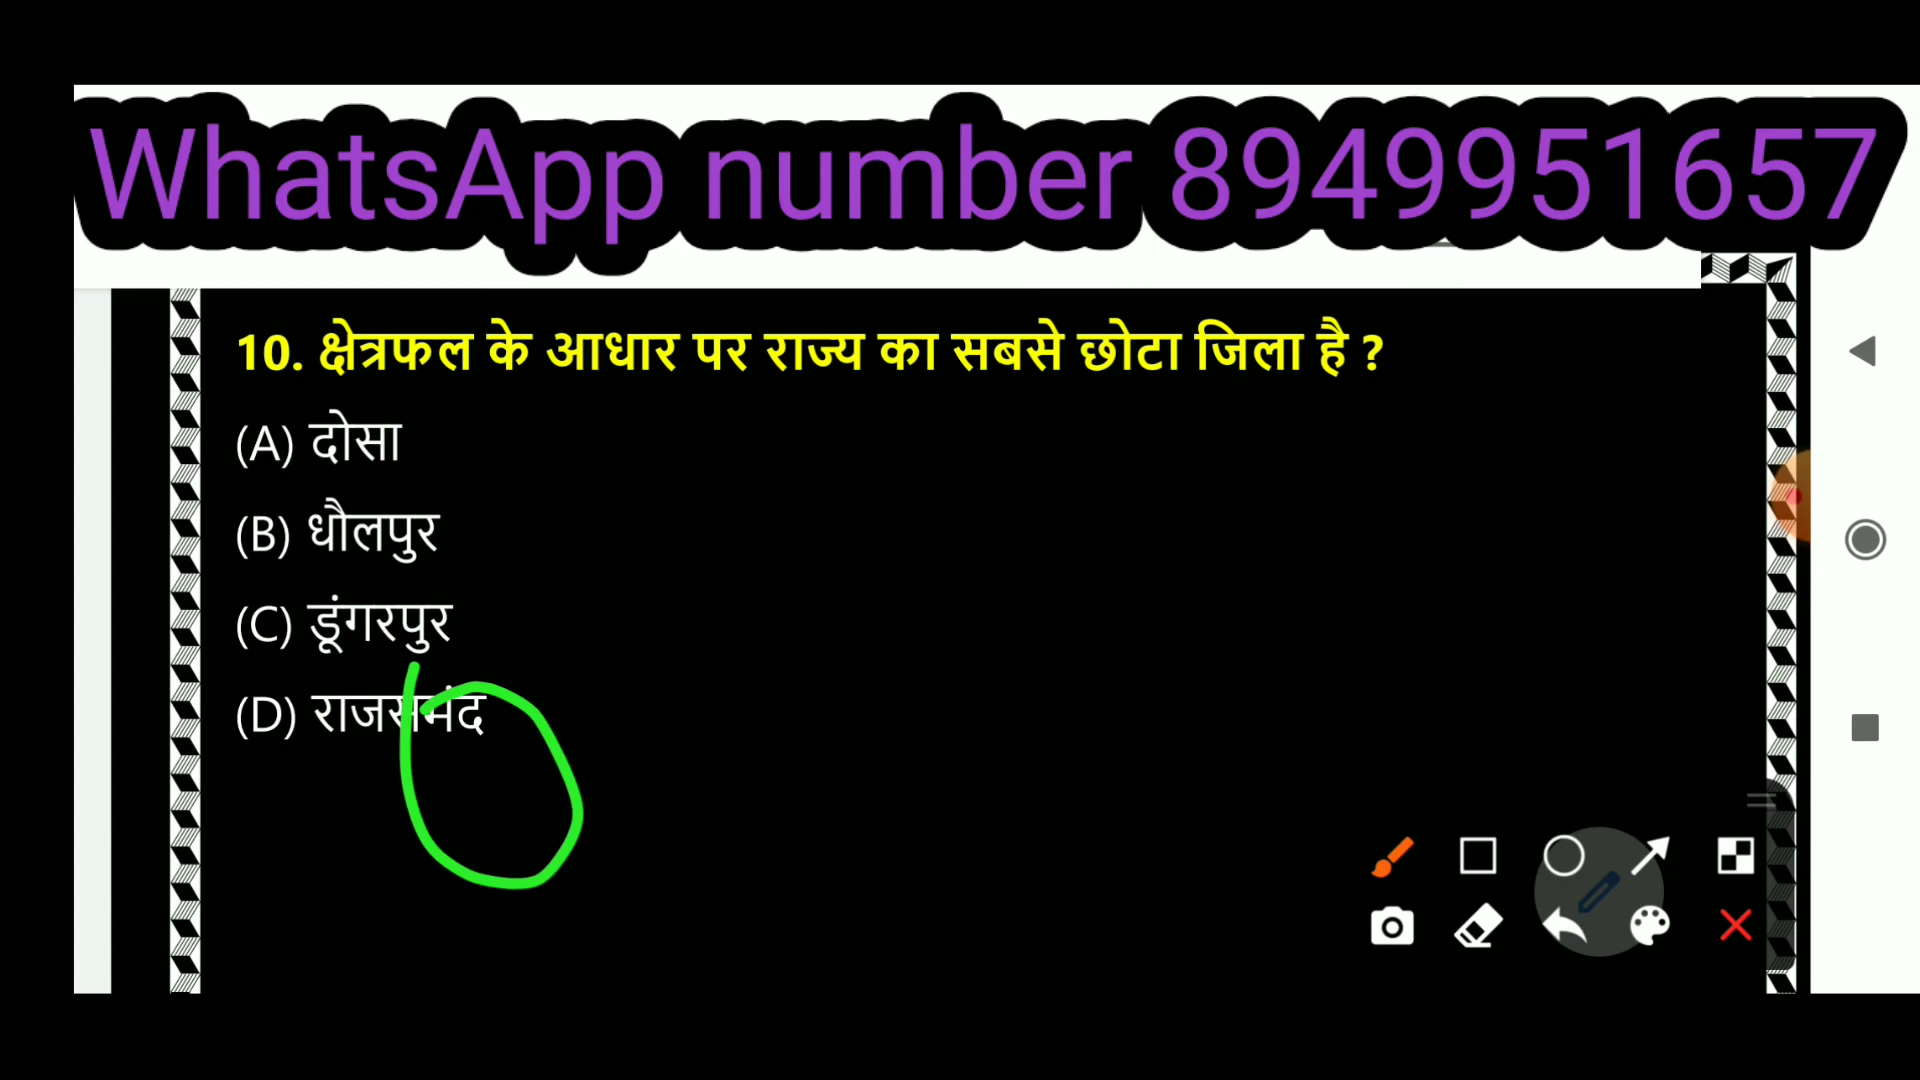 WhatsApp number 8949951657
10. क्षेत्रफल के आधार पर राज्य का सबसे छोटा जिला है ?
(A) दोसा
(B) धौलपुर
(C) डूंगरपुर
(D) राजसमंद